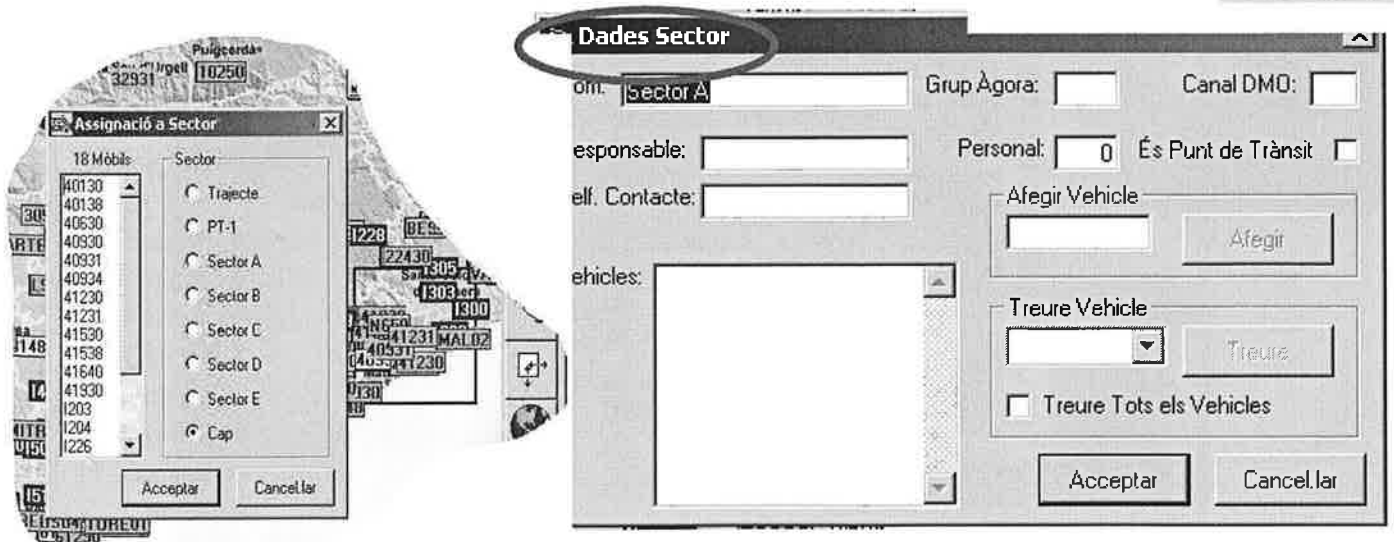 Puigcerdà
32931
10250
Assignació a Sector
18 Mòbils
Sector
40130
40138
40630
40930
40931
40934
41230
41231
41530
41538
41640
41930
I203
I204
I226
Trajecte
PT-1
Sector A
Sector B
Sector C
Sector D
Sector E
Cap
Acceptar
Cancel.lar
I228
22430
I305
I303
I300
41231
MAL02
41230
Dades Sector
Sector A
Grup Àgora:
Canal DMO:
esponsable:
Personal:
0
És Punt de Trànsit
elf. Contacte:
Afegir Vehicle
Afegir
ehicles:
Treure Vehicle
Treure
Treure Tots els Vehicles
Acceptar
Cancel.lar